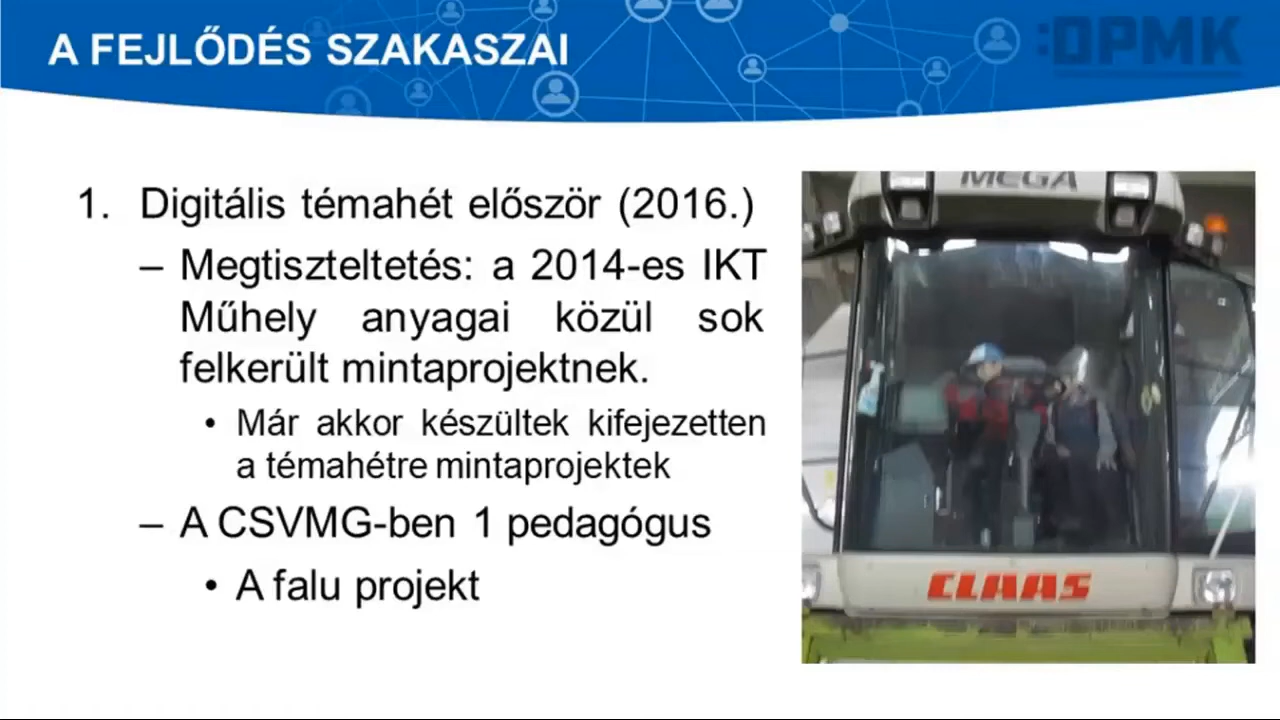 A FEJLŐDÉS SZAKASZAI
:DPMK
1. Digitális témahét először (2016.)
– Megtiszteltetés: a 2014-es IKT
Műhely anyagai közül sok
felkerült mintaprojektnek.
• Már akkor készültek kifejezetten
a témahétre mintaprojektek
– A CSVMG-ben 1 pedagógus
• A falu projekt
MEGA
CLAAS